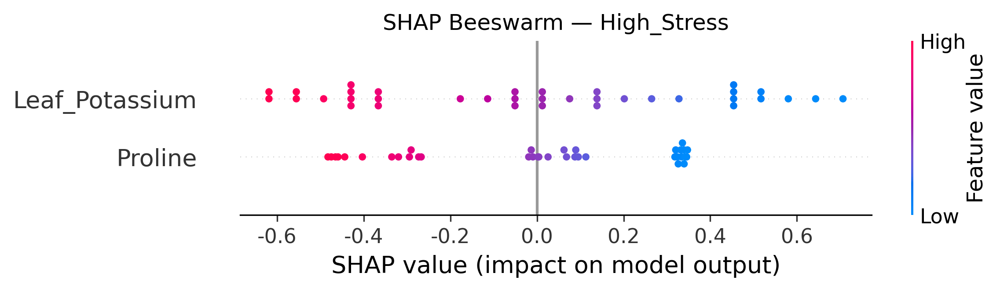 SHAP Beeswarm — High_Stress
High
Leaf_Potassium
Proline
Feature value
Low
-0.6 -0.4 -0.2 0.0 0.2 0.4 0.6
SHAP value (impact on model output)